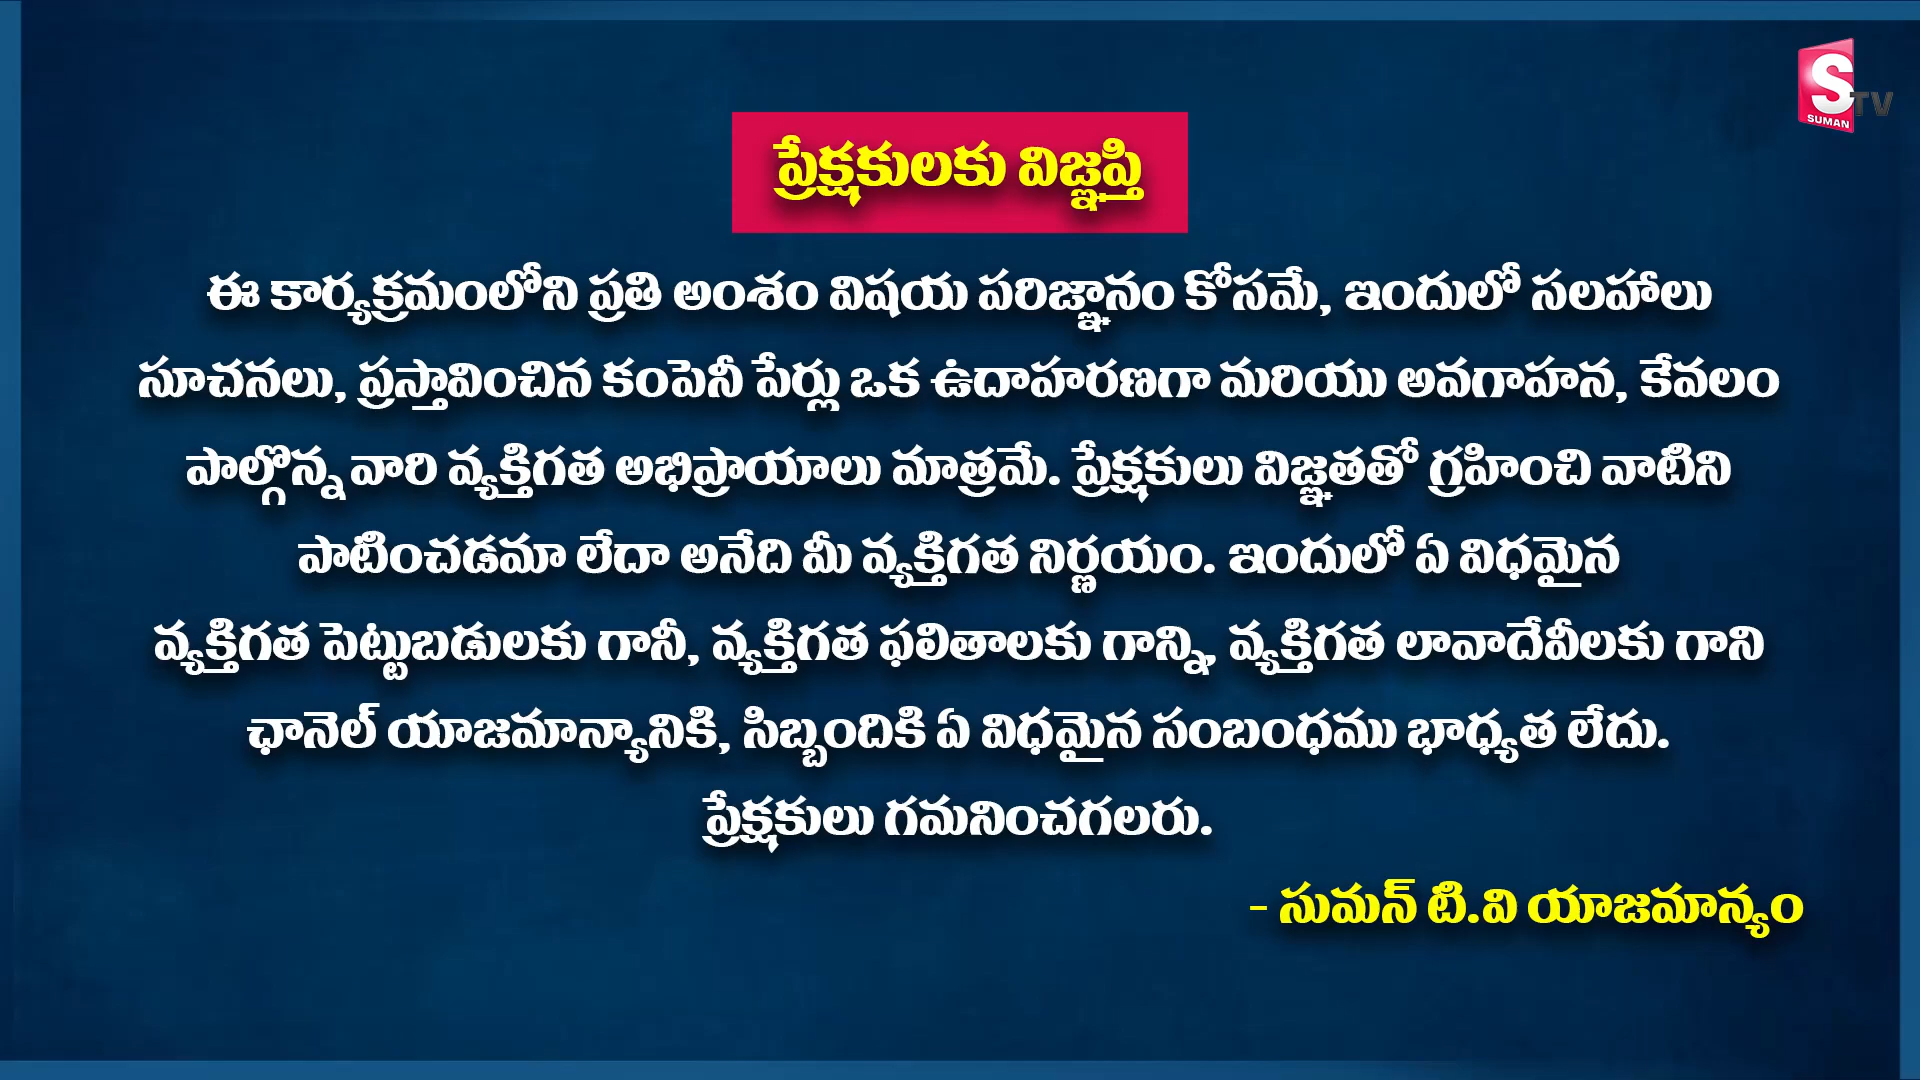 SUMAN TV
ప్రేక్షకులకు విజ్ఞప్తి
ఈ కార్యక్రమంలోని ప్రతి అంశం విషయ పరిజ్ఞానం కోసమే, ఇందులో సలహాలు
సూచనలు, ప్రస్తావించిన కంపెనీ పేర్లు ఒక ఉదాహరణగా మరియు అవగాహన, కేవలం
పాల్గొన్న వారి వ్యక్తిగత అభిప్రాయాలు మాత్రమే. ప్రేక్షకులు విజ్ఞతతో గ్రహించి వాటిని
పాటించడమా లేదా అనేది మీ వ్యక్తిగత నిర్ణయం. ఇందులో ఏ విధమైన
వ్యక్తిగత పెట్టుబడులకు గానీ, వ్యక్తిగత ఫలితాలకు గాన్ని, వ్యక్తిగత లావాదేవీలకు గాని
ఛానెల్ యాజమాన్యానికి, సిబ్బందికి ఏ విధమైన సంబంధము భాధ్యత లేదు.
ప్రేక్షకులు గమనించగలరు.
- సుమన్ టి.వి యాజమాన్యం